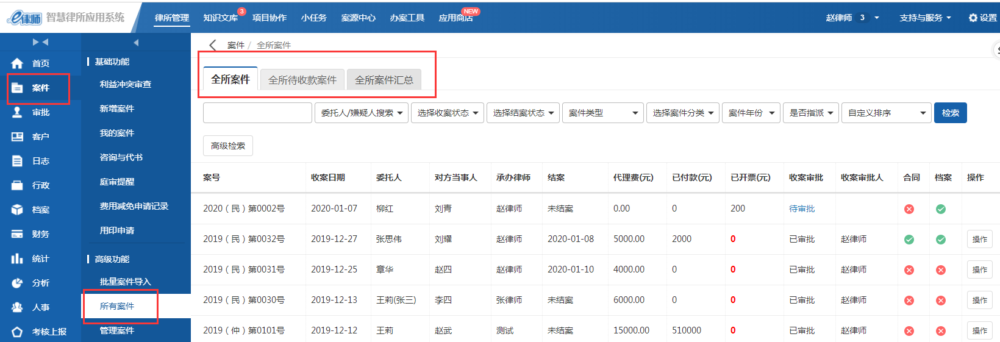 e律师 智慧律所应用系统 律所管理 知识文库 3 项目协作 小任务 案源中心 办案工具 应用商店 NEW 赵律师 3 支持与服务 设置
首页
案件
审批
客户
日志
行政
档案
财务
统计
分析
人事
考核上报
基础功能
利益冲突审查
新增案件
我的案件
咨询与代书
庭审提醒
费用减免申请记录
用印申请
高级功能
批量案件导入
所有案件
管理案件
案件 / 全所案件
全所案件 全所待收款案件 全所案件汇总
委托人/嫌疑人搜索 选择收案状态 选择结案状态 案件类型 选择案件分类 案件年份 是否指派 自定义排序 检索
高级检索
案号 收案日期 委托人 对方当事人 承办律师 结案 代理费(元) 已付款(元) 已开票(元) 收案审批 收案审批人 合同 档案 操作
2020（民）第0002号 2020-01-07 柳红 刘青 赵律师 未结案 0.00 0 200 待审批
2019（民）第0032号 2019-12-27 张思伟 刘耀 赵律师 2020-01-08 5000.00 2000 0 已审批 赵律师 操作
2019（民）第0031号 2019-12-25 章华 赵四 赵律师 2020-01-10 4000.00 0 0 已审批 赵律师 操作
2019（民）第0030号 2019-12-13 王莉(张三) 李四 张律师 未结案 6000.00 0 0 已审批 赵律师 操作
2019（仲）第0101号 2019-12-12 王莉 赵武 测试 未结案 15000.00 510000 0 已审批 赵律师 操作